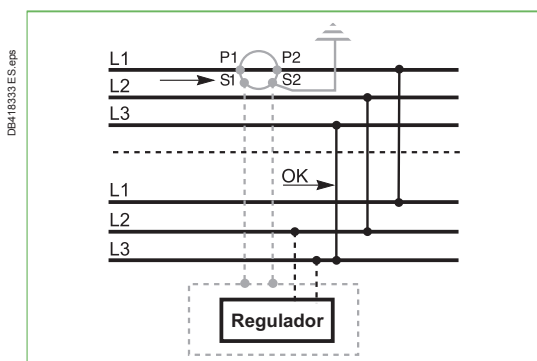 DB418333 ES.eps
L1 P1 P2
S1 S2
L2
L3
OK
L1
L2
L3
Regulador